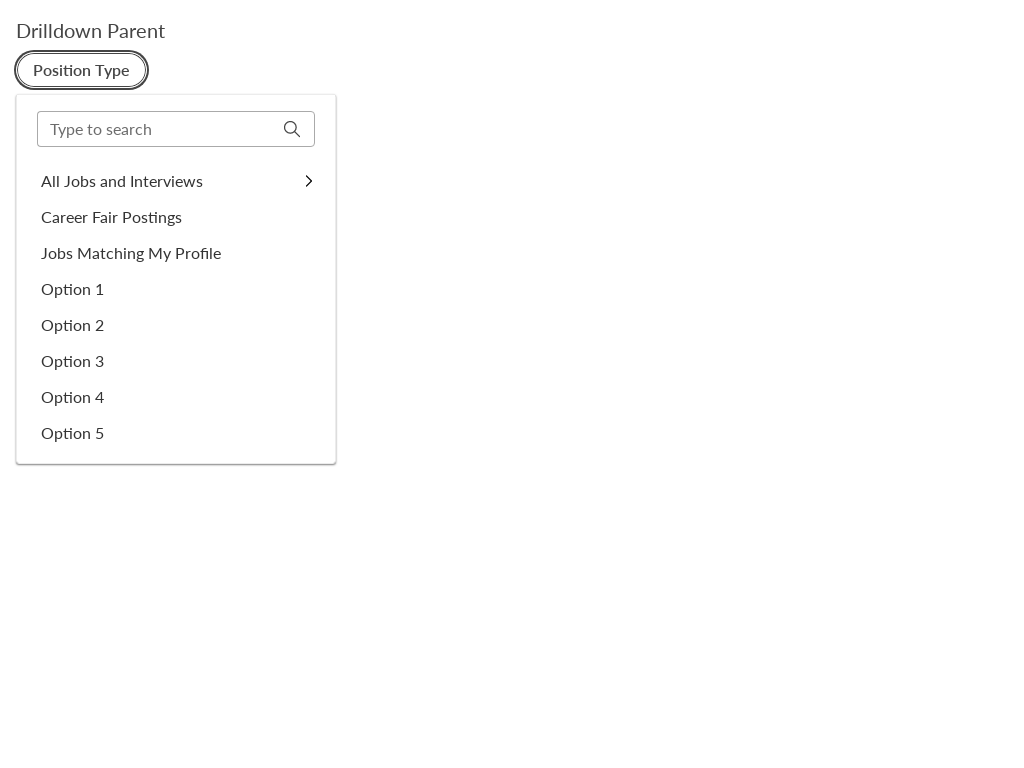 Drilldown Parent
Position Type
Type to search
All Jobs and Interviews
Career Fair Postings
Jobs Matching My Profile
Option 1
Option 2
Option 3
Option 4
Option 5